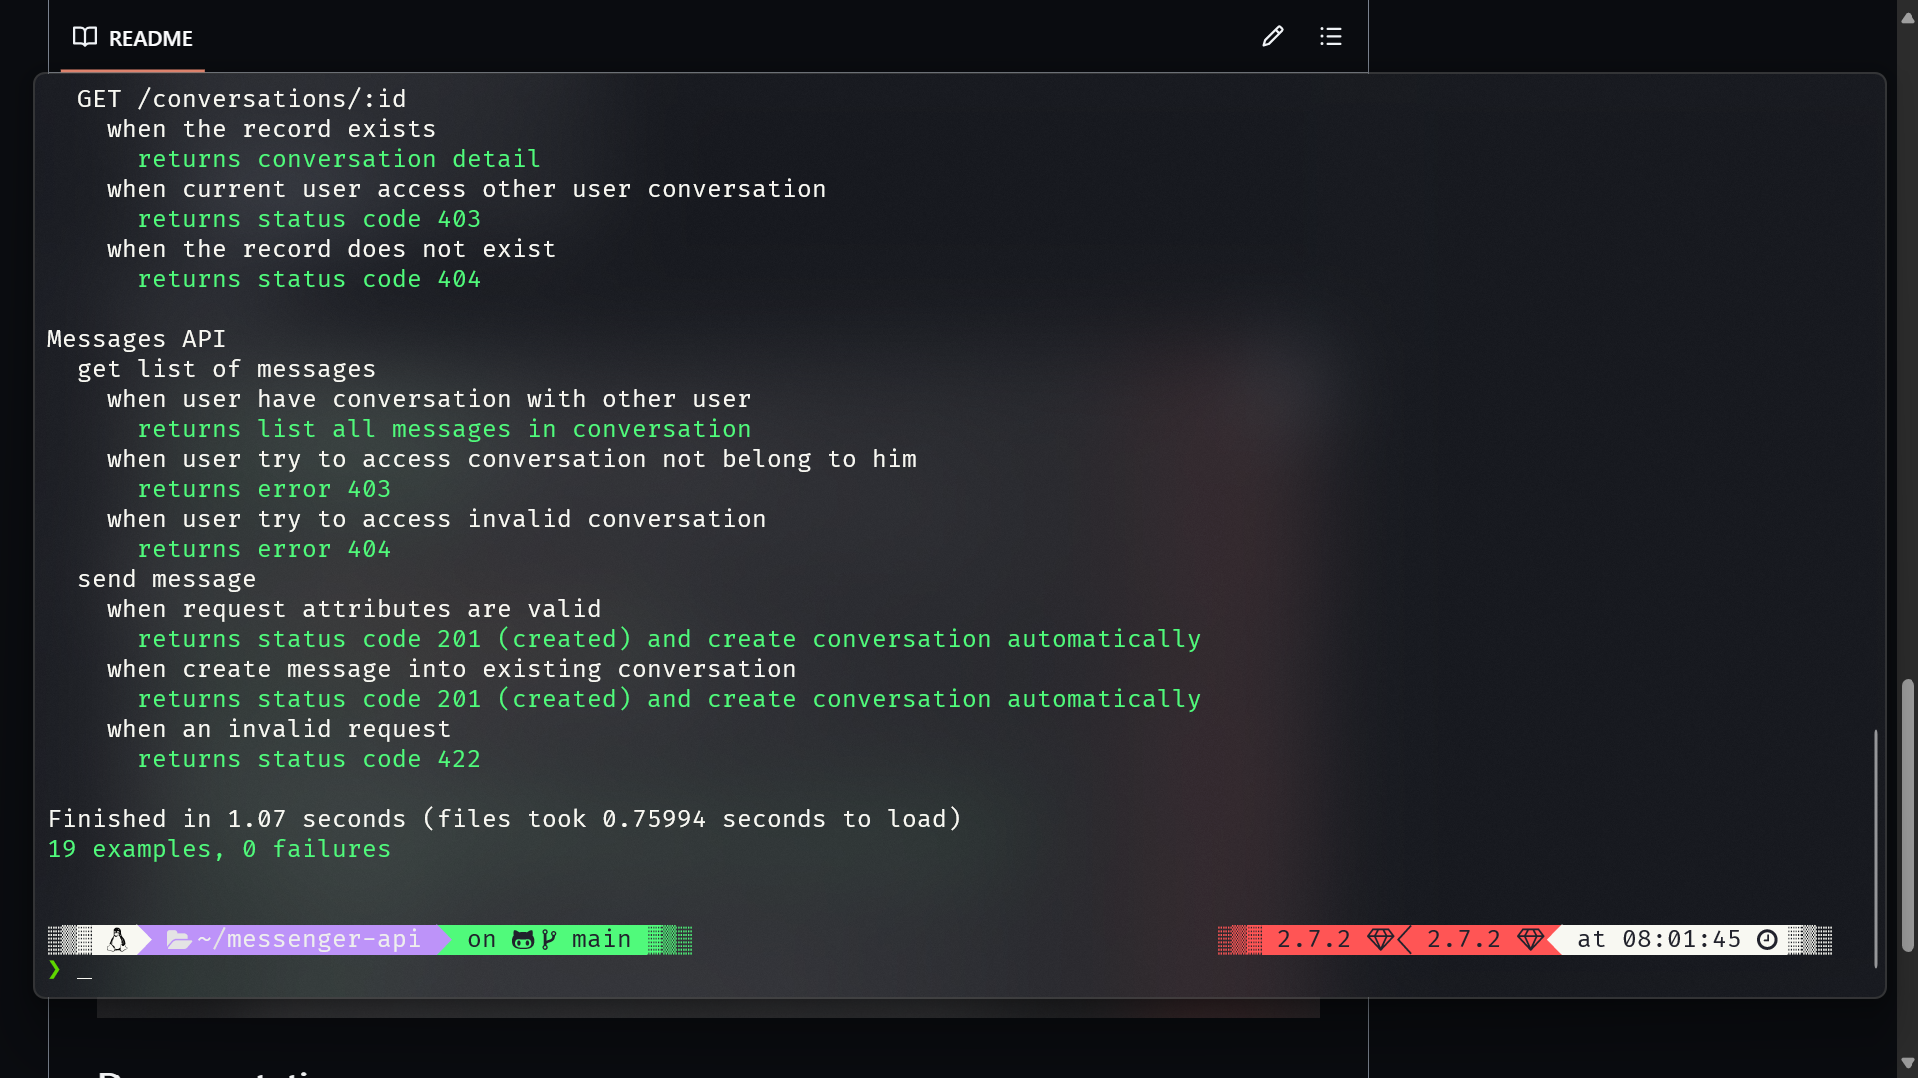 README
GET /conversations/:id
when the record exists
returns conversation detail
when current user access other user conversation
returns status code 403
when the record does not exist
returns status code 404
Messages API
get list of messages
when user have conversation with other user
returns list all messages in conversation
when user try to access conversation not belong to him
returns error 403
when user try to access invalid conversation
returns error 404
send message
when request attributes are valid
returns status code 201 (created) and create conversation automatically
when create message into existing conversation
returns status code 201 (created) and create conversation automatically
when an invalid request
returns status code 422
Finished in 1.07 seconds (files took 0.75994 seconds to load)
19 examples, 0 failures
~/messenger-api on main 2.7.2 2.7.2 at 08:01:45
❯ _